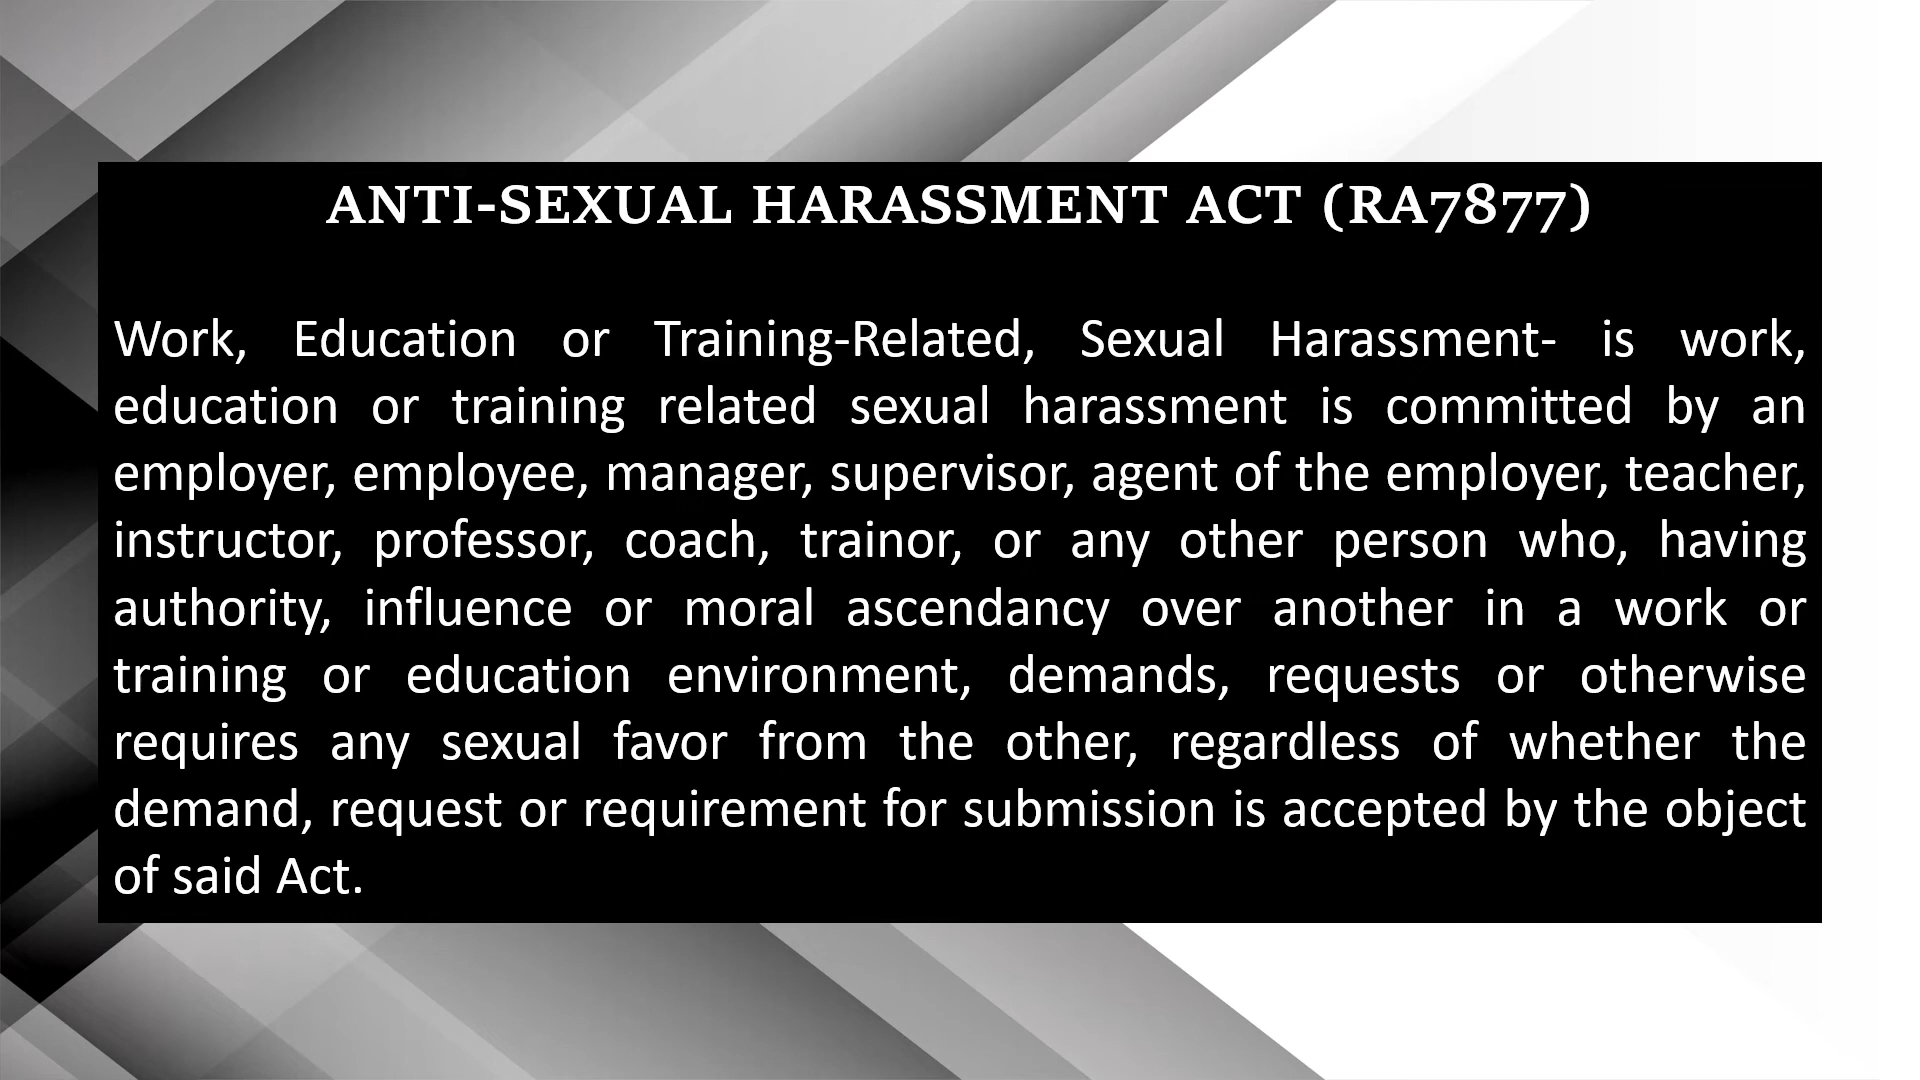 ANTI-SEXUAL HARASSMENT ACT (RA7877)
Work, Education or Training-Related, Sexual Harassment- is work,
education or training related sexual harassment is committed by an
employer, employee, manager, supervisor, agent of the employer, teacher,
instructor, professor, coach, trainor, or any other person who, having
authority, influence or moral ascendancy over another in a work or
training or education environment, demands, requests or otherwise
requires any sexual favor from the other, regardless of whether the
demand, request or requirement for submission is accepted by the object
of said Act.